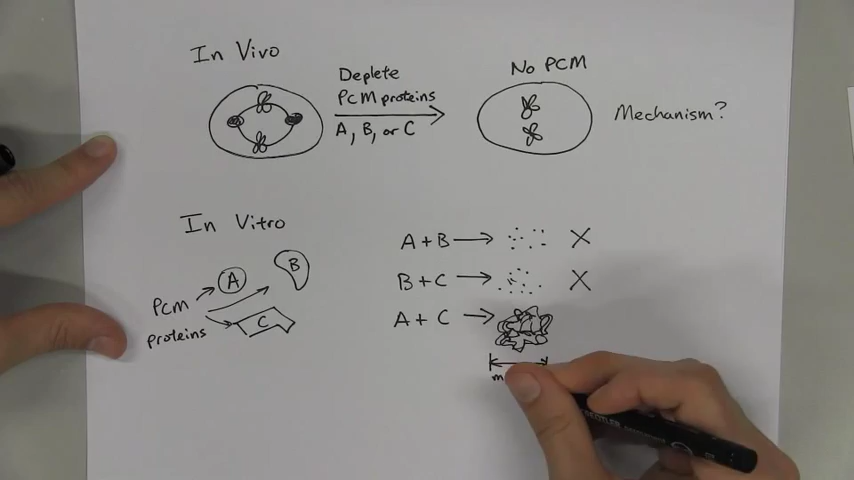 In Vivo
Deplete
PCM proteins
A, B, or C
No PCM
Mechanism?
In Vitro
PCM
proteins
A
B
C
A + B
X
B + C
X
A + C